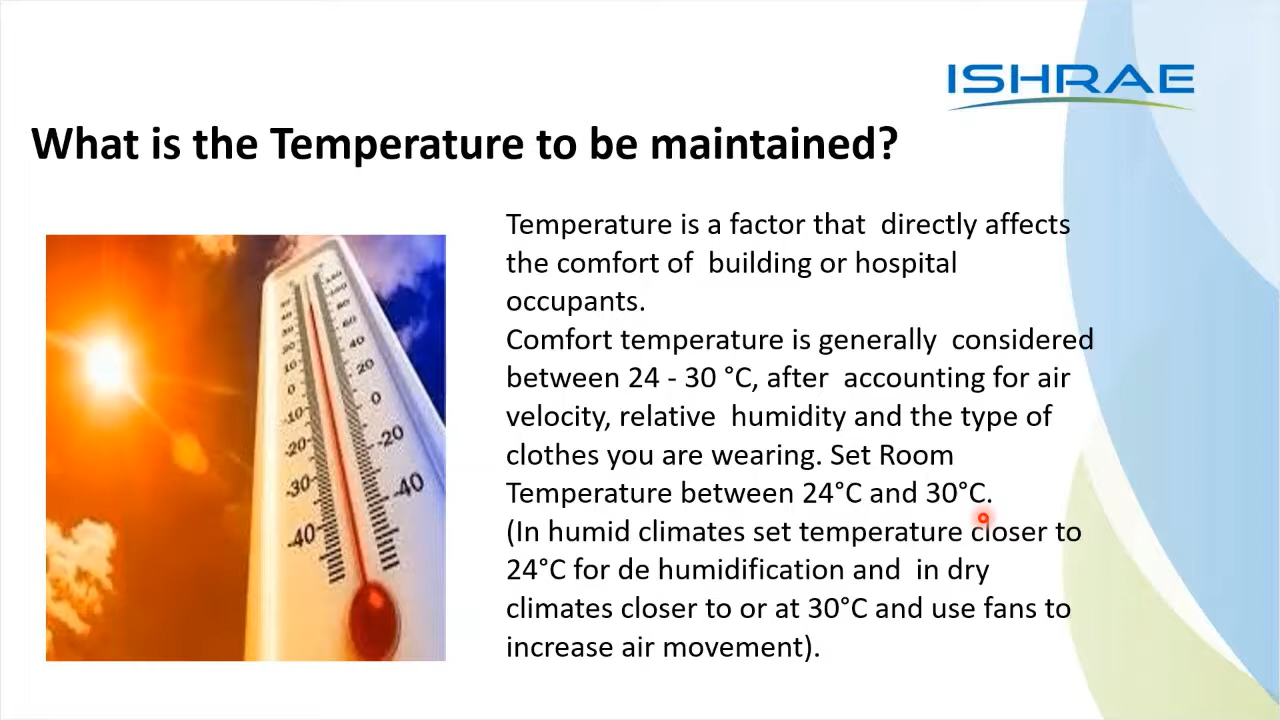 ISHRAE
What is the Temperature to be maintained?
Temperature is a factor that directly affects
the comfort of building or hospital
occupants.
Comfort temperature is generally considered
between 24 - 30 °C, after accounting for air
velocity, relative humidity and the type of
clothes you are wearing. Set Room
Temperature between 24°C and 30°C.
(In humid climates set temperature closer to
24°C for de humidification and in dry
climates closer to or at 30°C and use fans to
increase air movement).